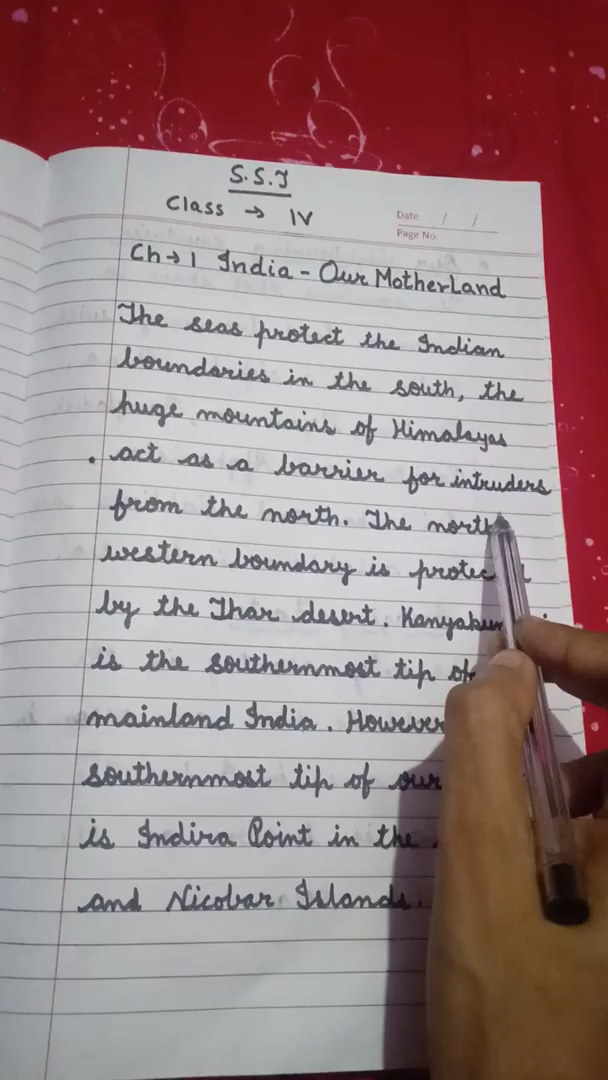 S.S.T
Class → IV
Date / /
Page No.
Ch → 1 India - Our MotherLand
The seas protect the Indian
boundaries in the south, the
huge mountains of Himalayas
act as a barrier for intruders
from the north. The north
western boundary is
by the Thar desert.
is the southernmost tip of
mainland India. However
southernmost tip of our
is Indira Point in the
and Nicobar Islands.